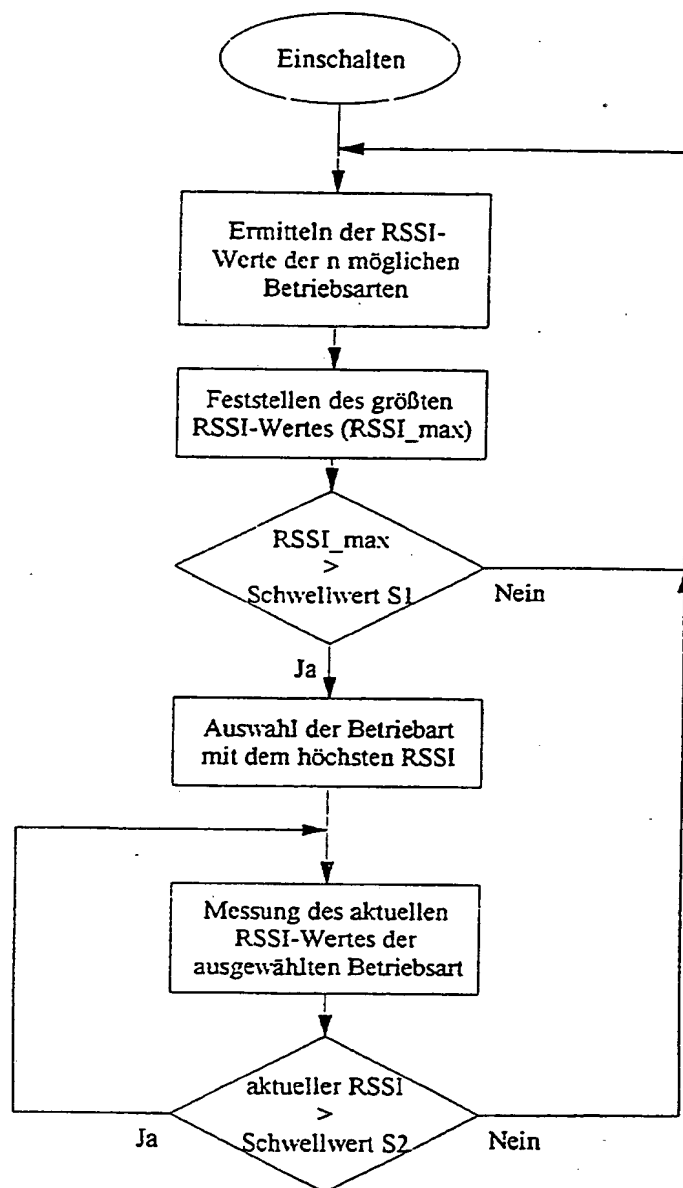 Einschalten
Ermitteln der RSSI-
Werte der n möglichen
Betriebsarten
Feststellen des größten
RSSI-Wertes (RSSI_max)
RSSI_max
>
Schwellwert S1
Nein
Ja
Auswahl der Betriebart
mit dem höchsten RSSI
Messung des aktuellen
RSSI-Wertes der
ausgewählten Betriebsart
aktueller RSSI
>
Schwellwert S2
Ja
Nein